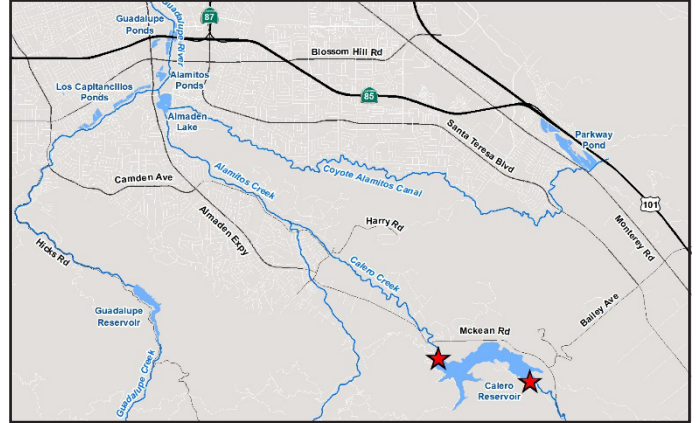 Guadalupe
Ponds
Guadalupe
River
87
Blossom Hill Rd
Los Capitancillos
Ponds
Alamitos
Ponds
85
Almaden
Lake
Parkway
Pond
Santa Teresa Blvd
Coyote Alamitos Canal
Camden Ave
Alamitos Creek
101
Almaden Expy
Harry Rd
Monterey Rd
Hicks Rd
Calero Creek
Bailey Ave
Guadalupe
Reservoir
Mckean Rd
Guadalupe Creek
Calero
Reservoir